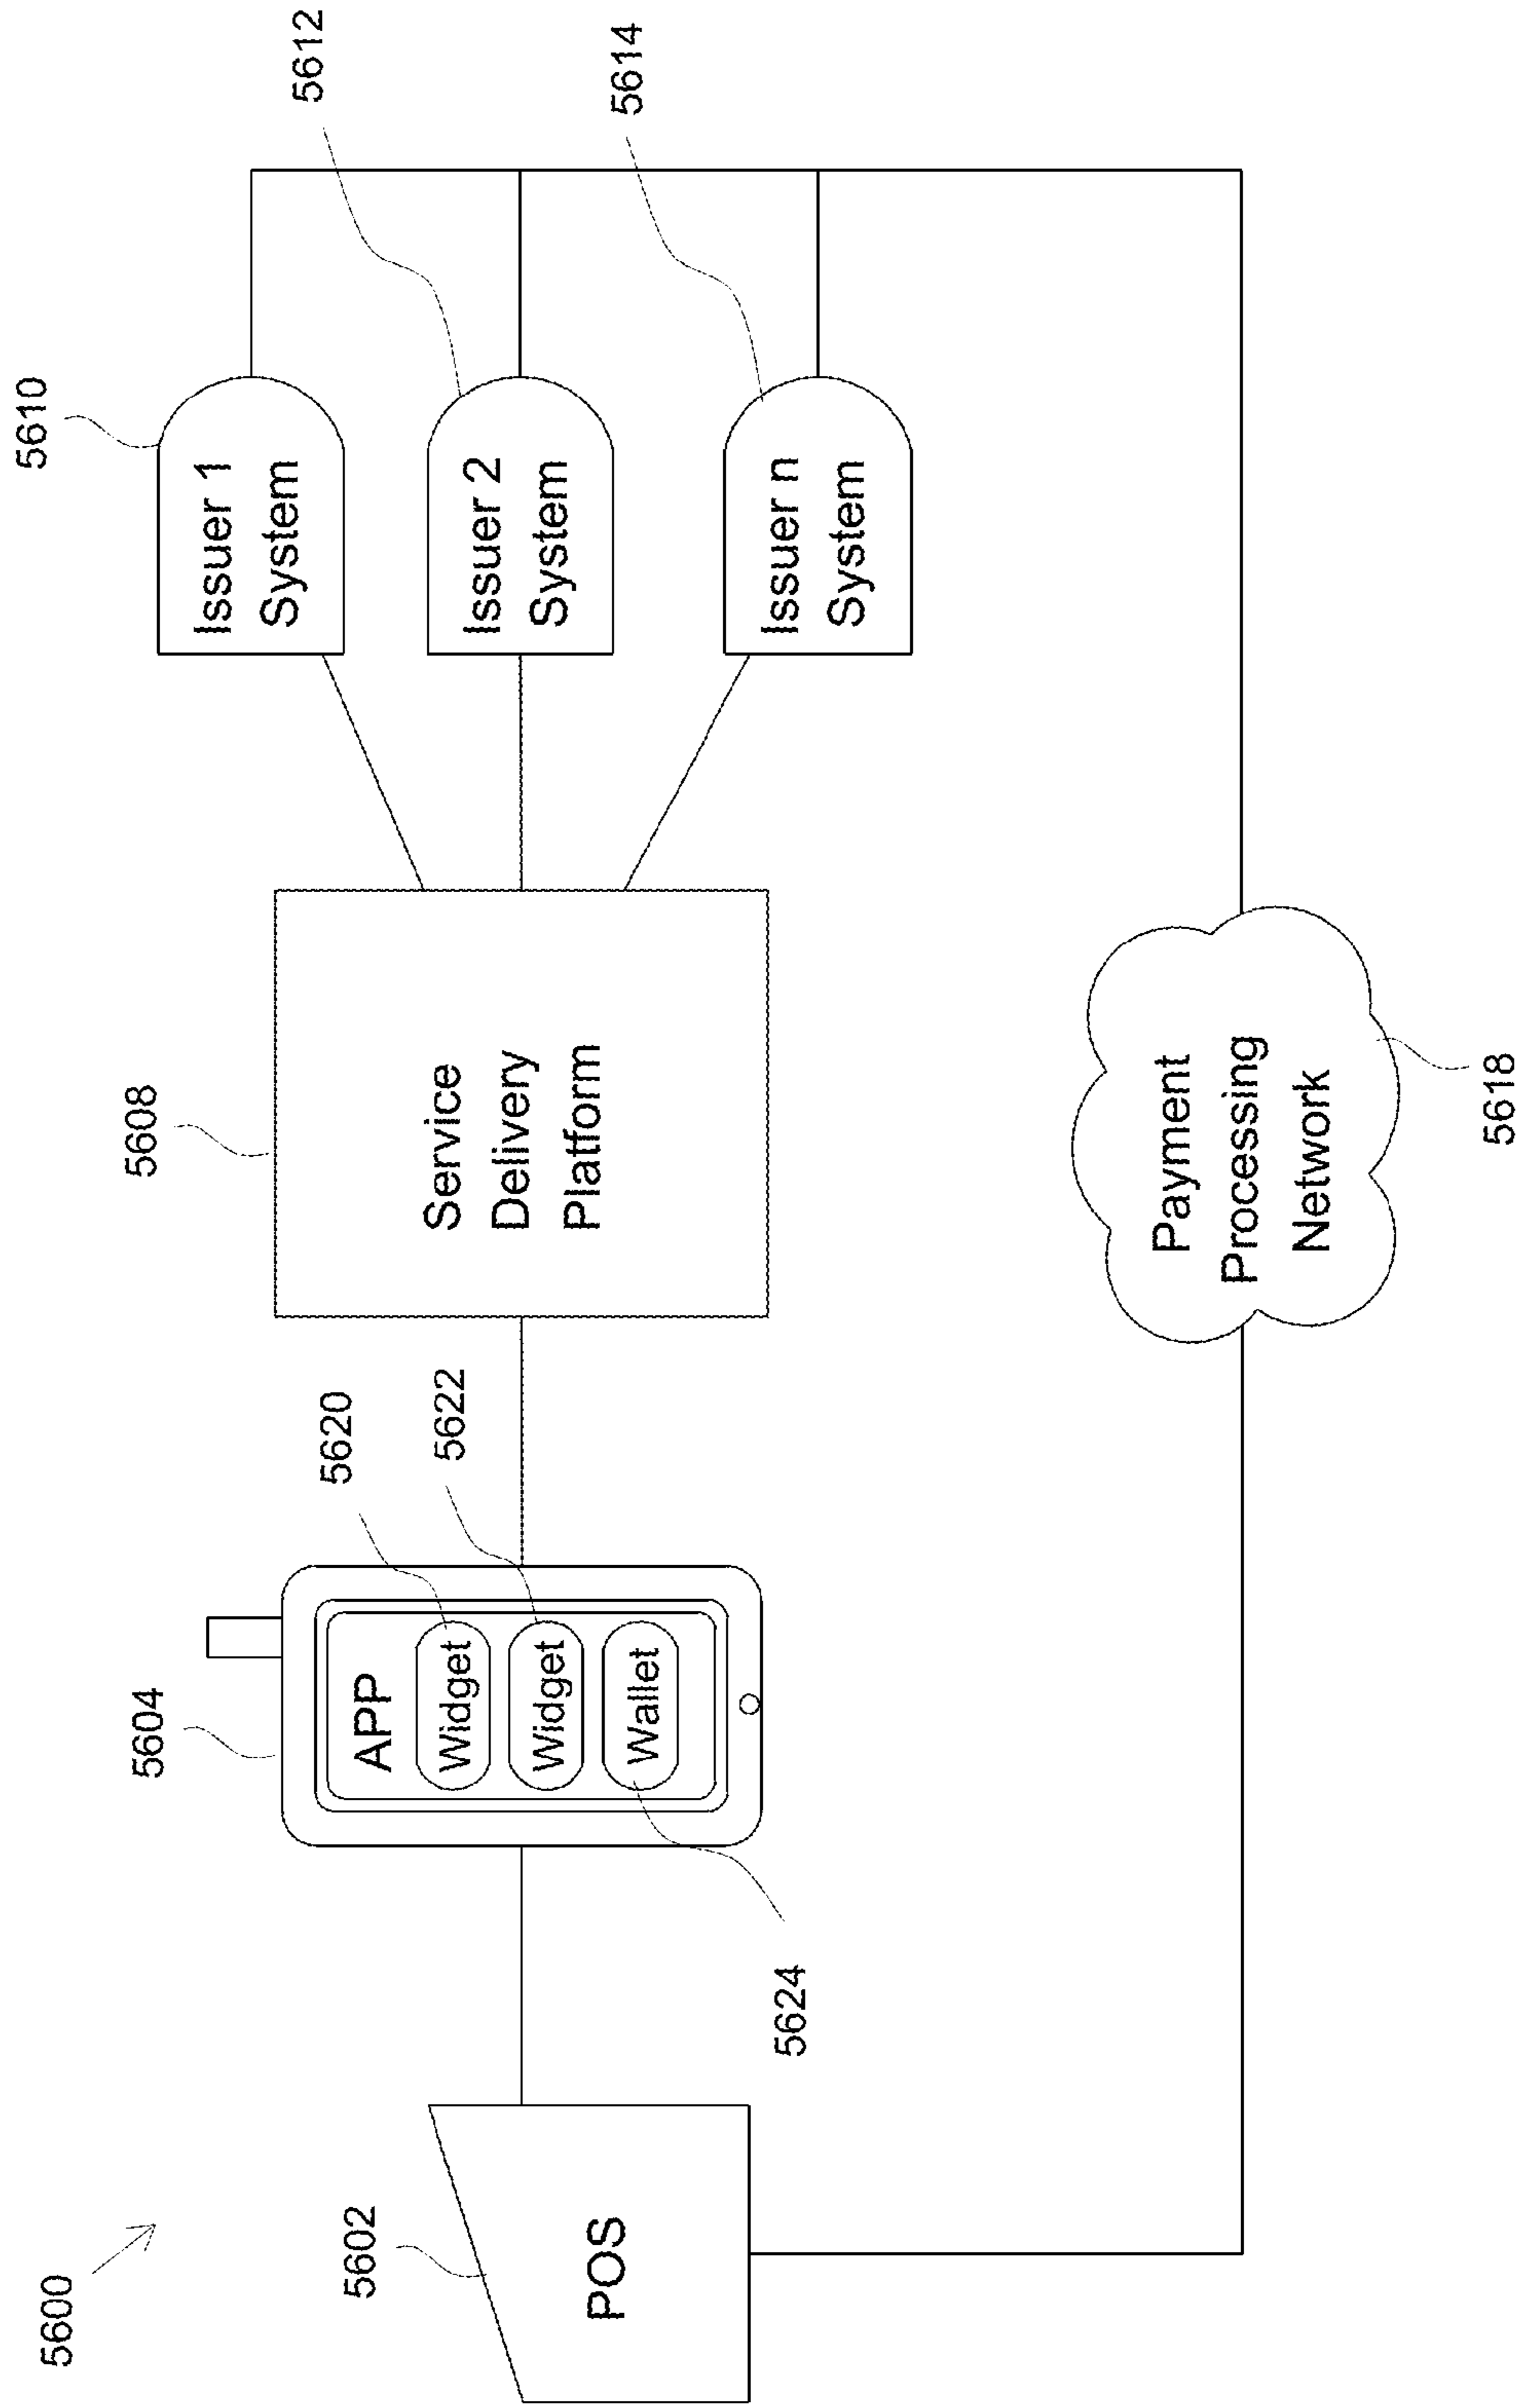 5600
5602
POS
5604
APP
Widget
Widget
Wallet
5620
5622
5624
5608
Service
Delivery
Platform
5610
Issuer 1
System
5612
Issuer 2
System
5614
Issuer n
System
Payment
Processing
Network
5618